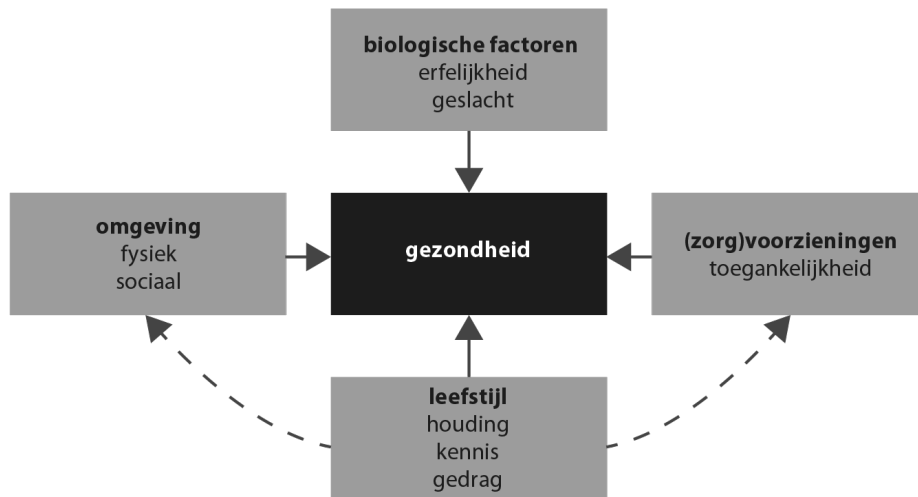 biologische factoren
erfelijkheid
geslacht
omgeving
fysiek
sociaal
gezondheid
(zorg)voorzieningen
toegankelijkheid
leefstijl
houding
kennis
gedrag